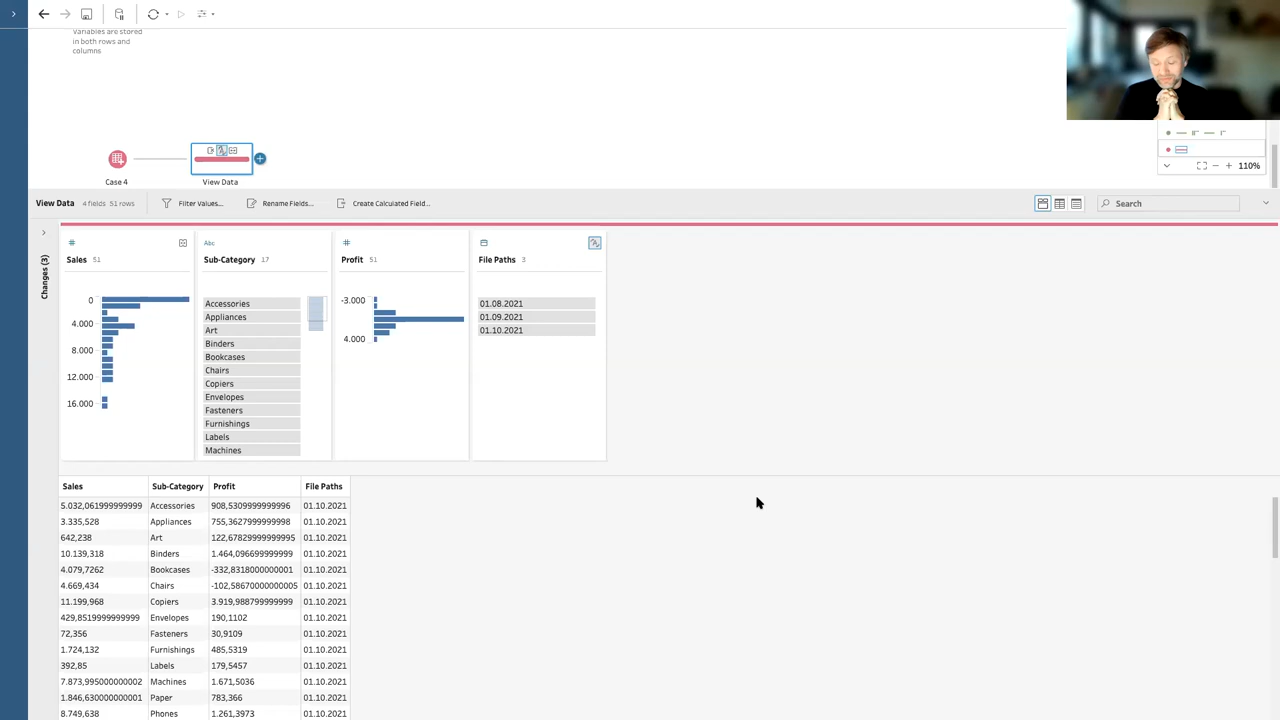 Variables are stored
in both rows and
columns
110%
Case 4
View Data
View Data 4 fields 51 rows Filter Values... Rename Fields... Create Calculated Field... Search
Changes (3)
Abc
Sales 51
Sub-Category 17
Profit 51
File Paths 3
0
4.000
8.000
12.000
16.000
Accessories
Appliances
Art
Binders
Bookcases
Chairs
Copiers
Envelopes
Fasteners
Furnishings
Labels
Machines
-3.000
4.000
01.08.2021
01.09.2021
01.10.2021
Sales Sub-Category Profit File Paths
5.032,061999999999 Accessories 908,5309999999996 01.10.2021
3.335,528 Appliances 755,3627999999998 01.10.2021
642,238 Art 122,67829999999995 01.10.2021
10.139,318 Binders 1.464,096699999999 01.10.2021
4.079,7262 Bookcases -332,8318000000001 01.10.2021
4.669,434 Chairs -102,58670000000005 01.10.2021
11.199,968 Copiers 3.919,988799999999 01.10.2021
429,8519999999999 Envelopes 190,1102 01.10.2021
72,356 Fasteners 30,9109 01.10.2021
1.724,132 Furnishings 485,5319 01.10.2021
392,85 Labels 179,5457 01.10.2021
7.873,995000000002 Machines 1.671,5036 01.10.2021
1.846,630000000001 Paper 783,366 01.10.2021
8.749,638 Phones 1.261,3973 01.10.2021